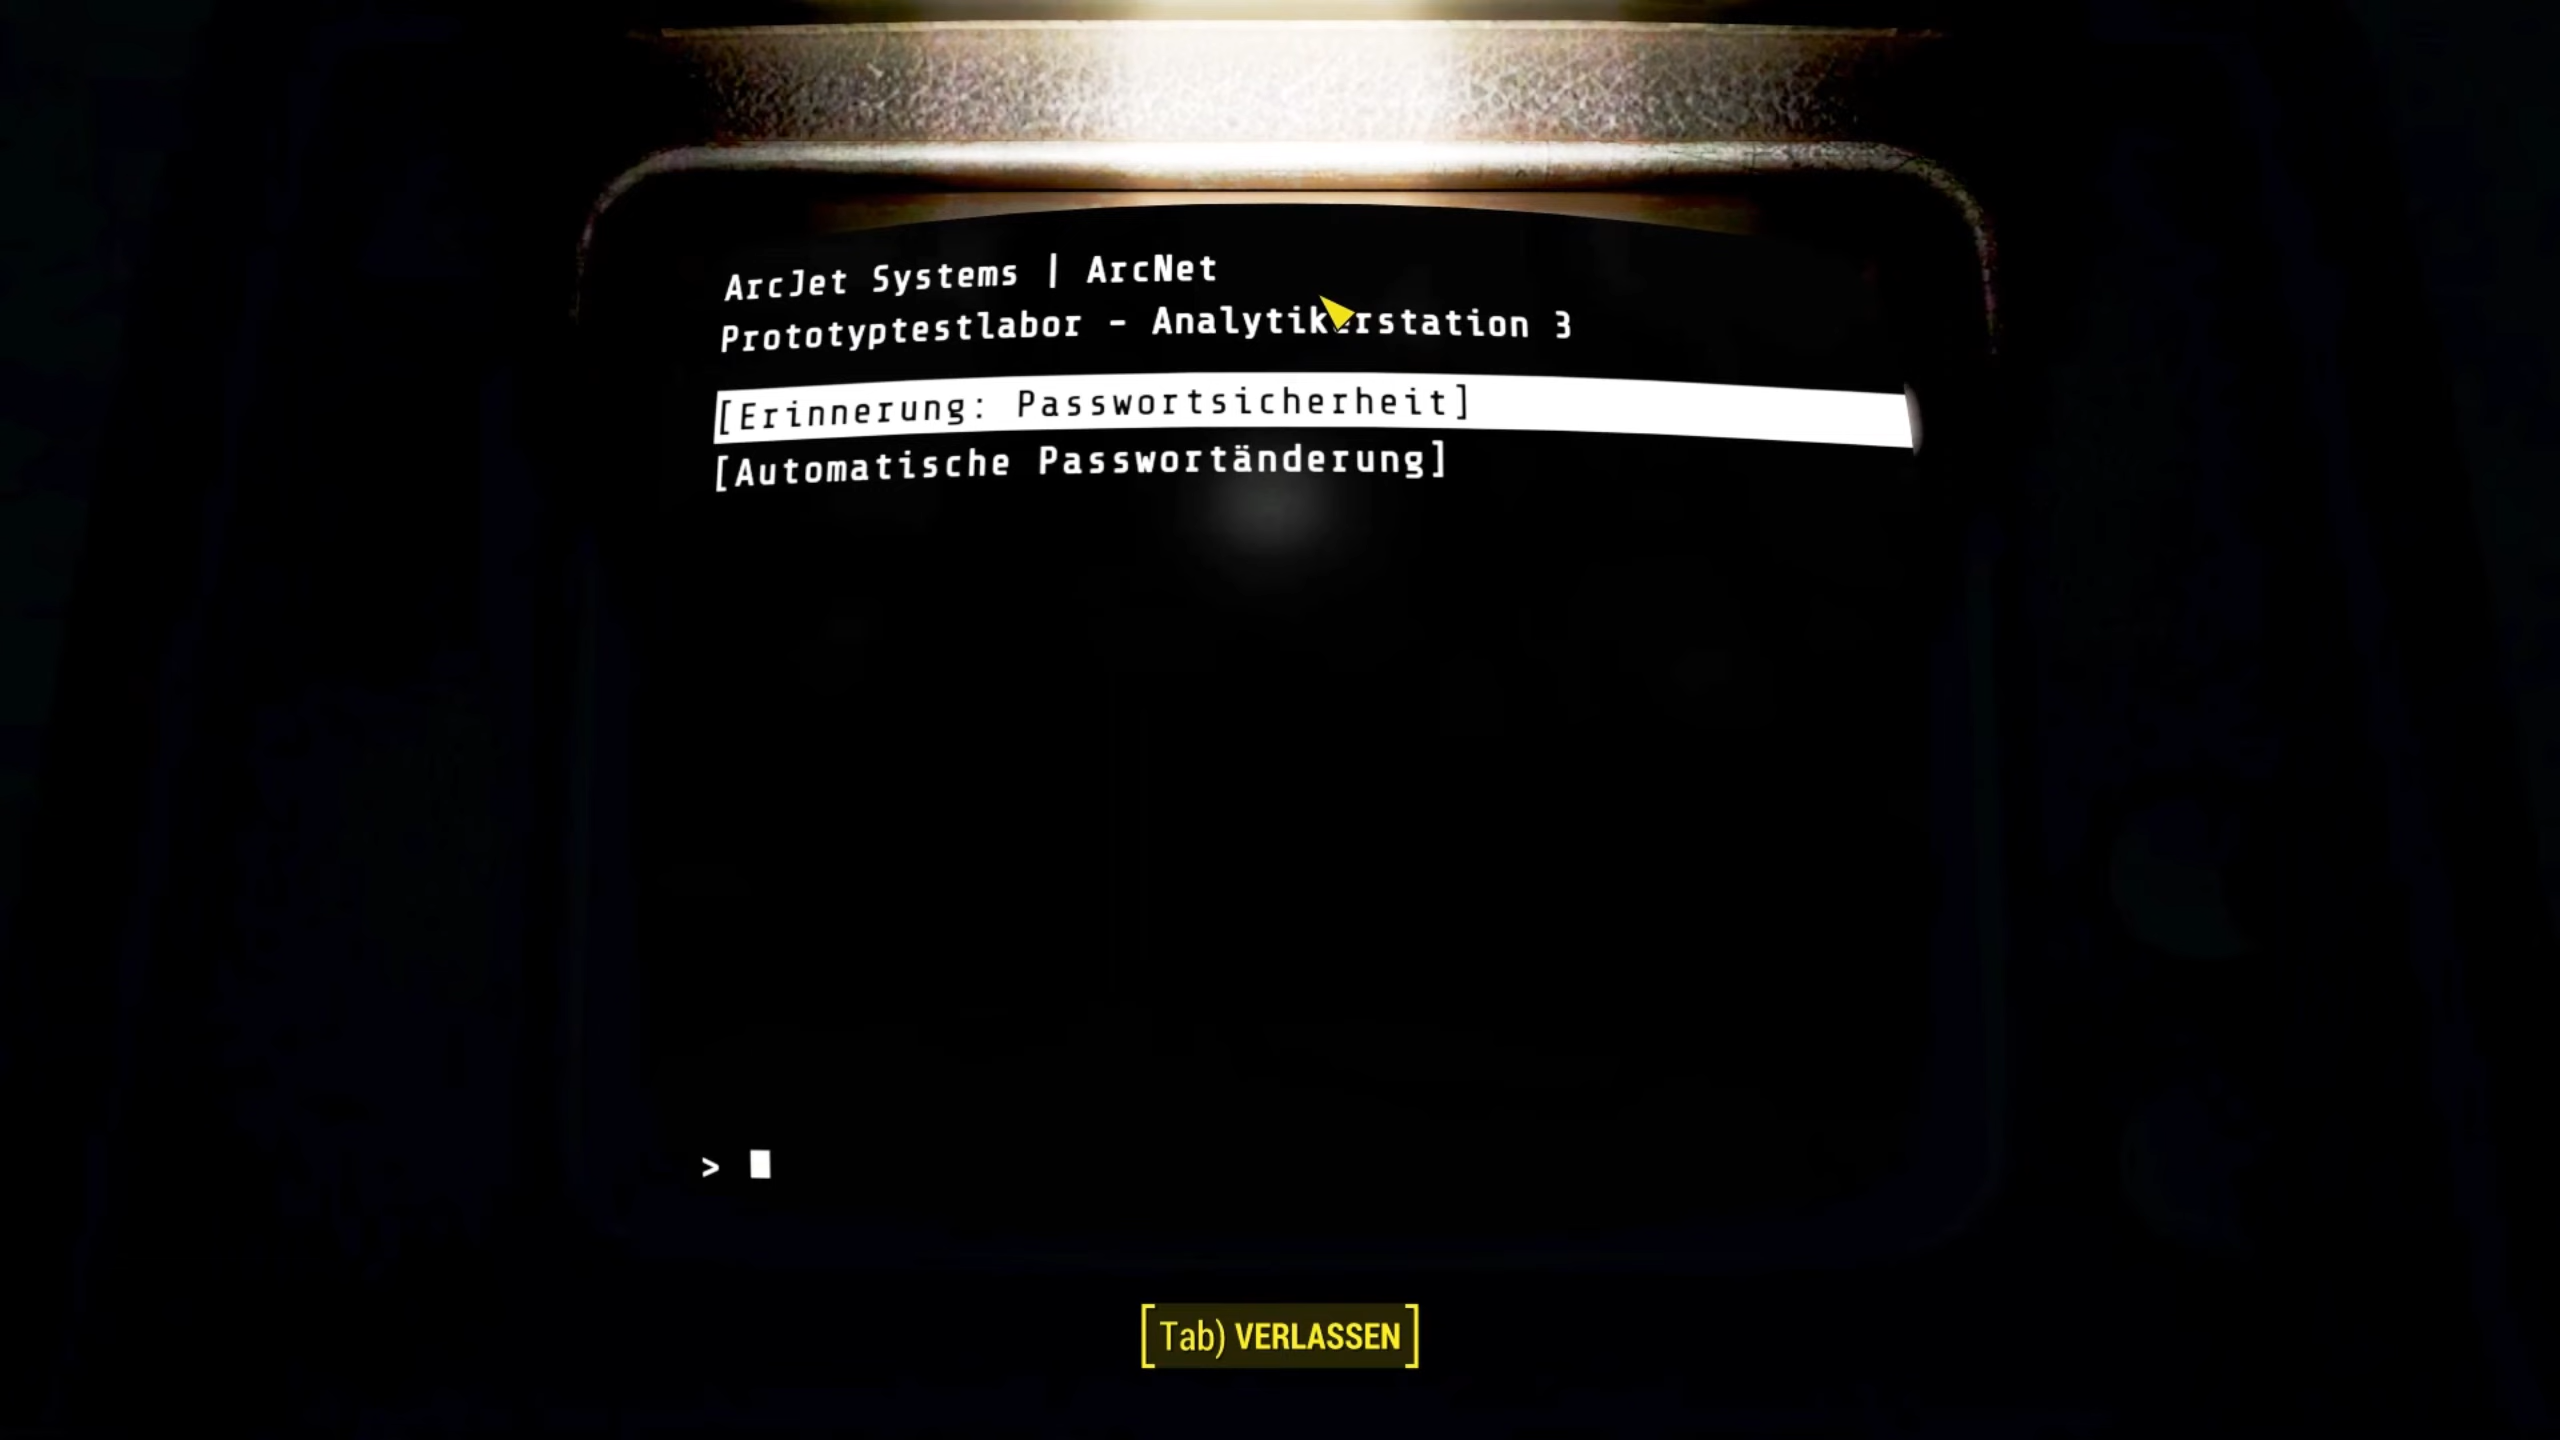 ArcJet Systems | ArcNet
Prototyptestlabor - Analytikerstation 3
[Erinnerung: Passwortsicherheit]
[Automatische Passwortänderung]
>
Tab) VERLASSEN